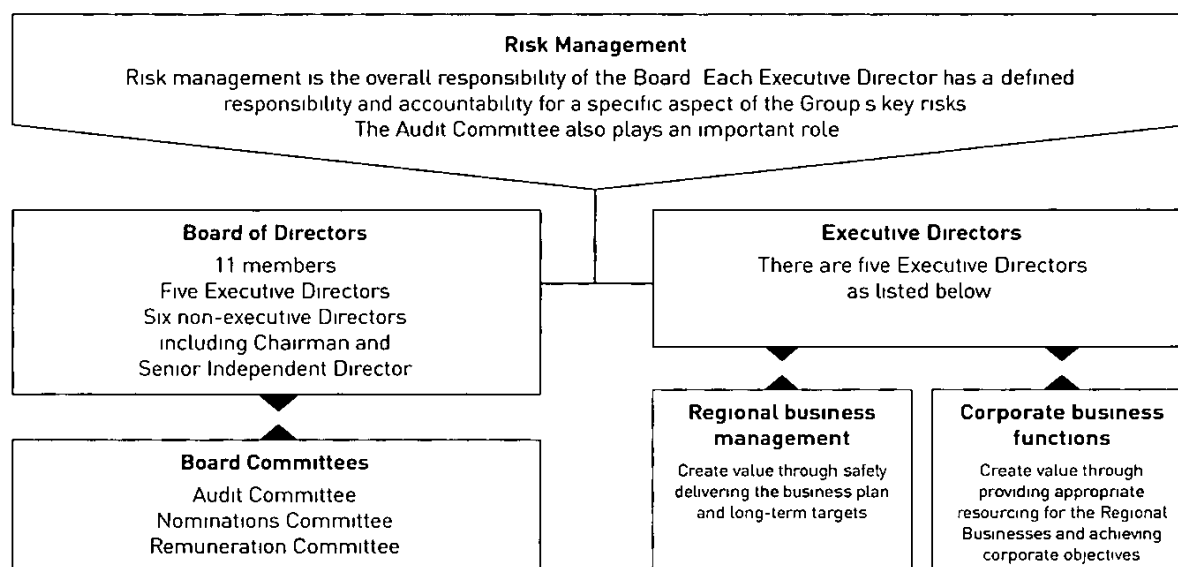 Risk Management
Risk management is the overall responsibility of the Board Each Executive Director has a defined
responsibility and accountability for a specific aspect of the Group s key risks
The Audit Committee also plays an important role
Board of Directors
11 members
Five Executive Directors
Six non-executive Directors
including Chairman and
Senior Independent Director
Executive Directors
There are five Executive Directors
as listed below
Board Committees
Audit Committee
Nominations Committee
Remuneration Committee
Regional business
management
Create value through safety
delivering the business plan
and long-term targets
Corporate business
functions
Create value through
providing appropriate
resourcing for the Regional
Businesses and achieving
corporate objectives